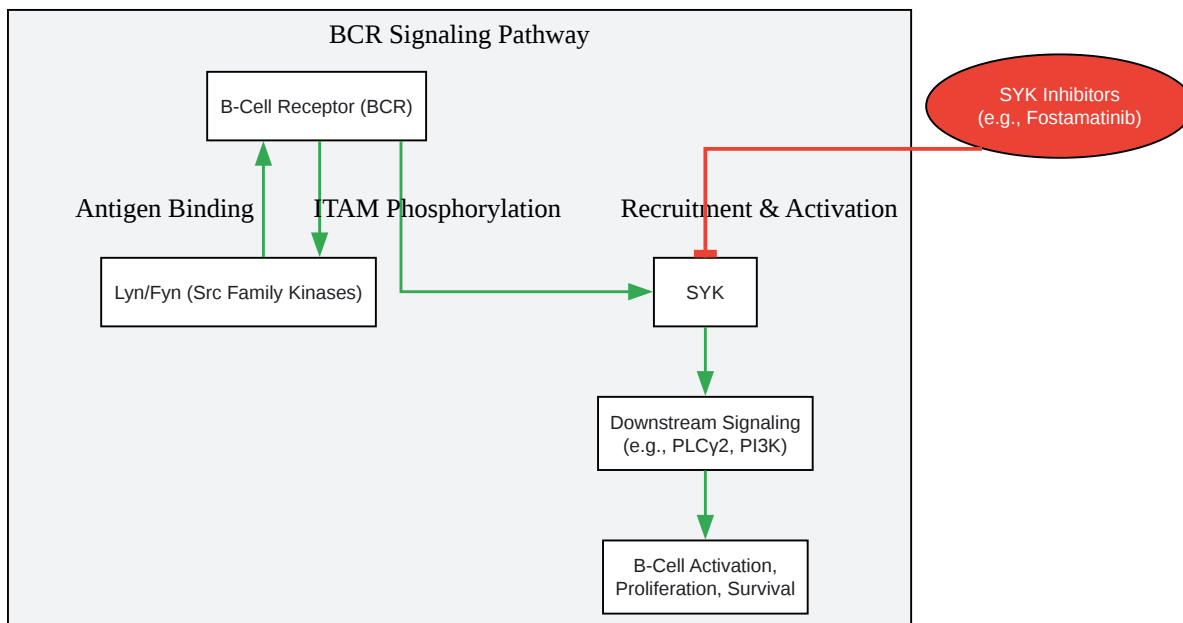 BCR Signaling Pathway
B-Cell Receptor (BCR)
SYK Inhibitors
(e.g., Fostamatinib)
Antigen Binding
ITAM Phosphorylation
Recruitment & Activation
Lyn/Fyn (Src Family Kinases)
SYK
Downstream Signaling
(e.g., PLCγ2, PI3K)
B-Cell Activation,
Proliferation, Survival